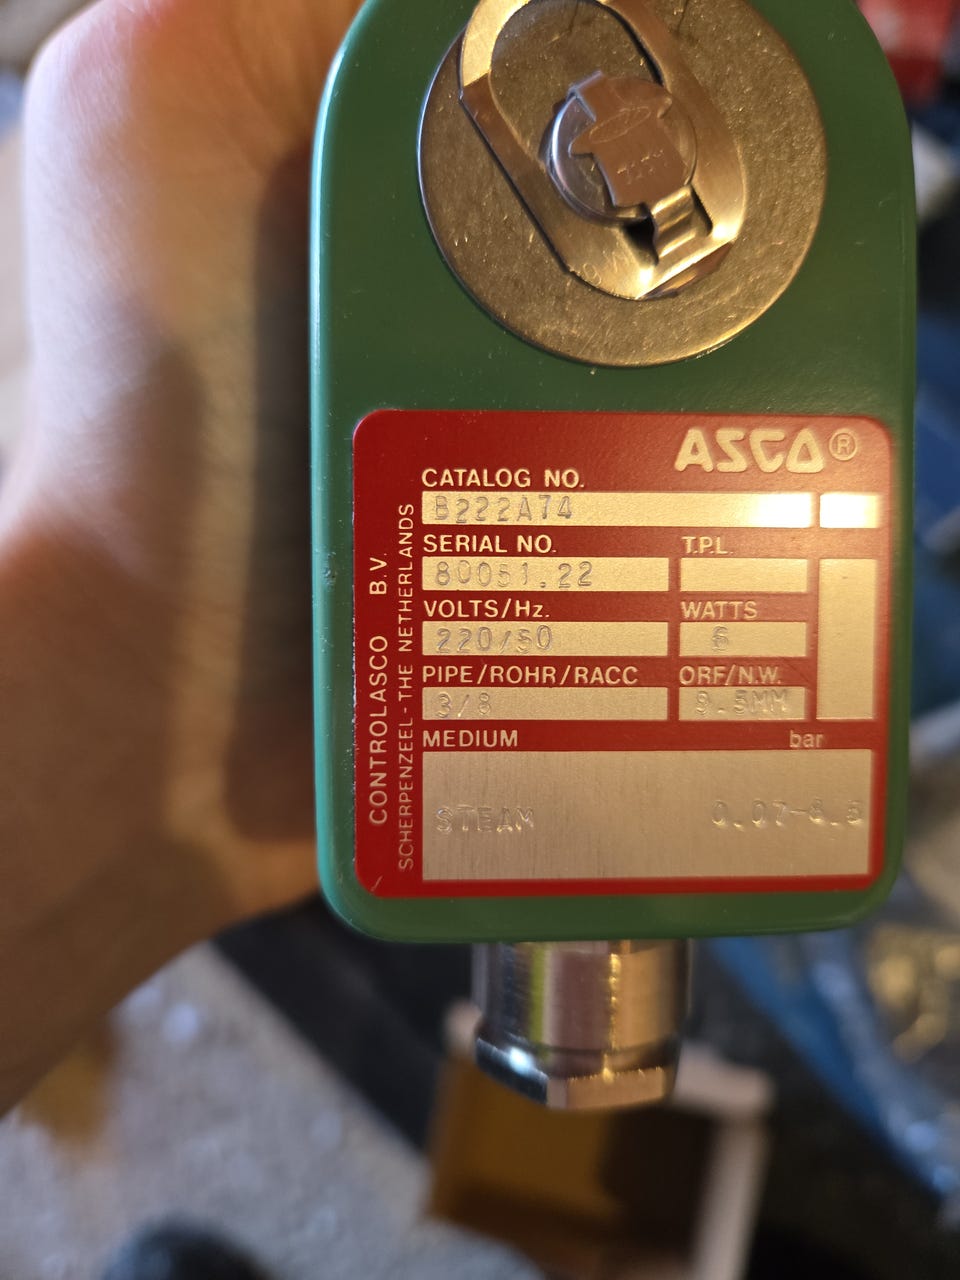 ASCO®
CATALOG NO.
B222A74
SERIAL NO. T.P.L.
80051.22
VOLTS/Hz. WATTS
220/50 6
PIPE/ROHR/RACC ORF/N.W.
3/8 9.5MM
MEDIUM bar
STEAM 0.07-8.5
CONTROLASCO B.V.
SCHERPENZEEL-THE NETHERLANDS